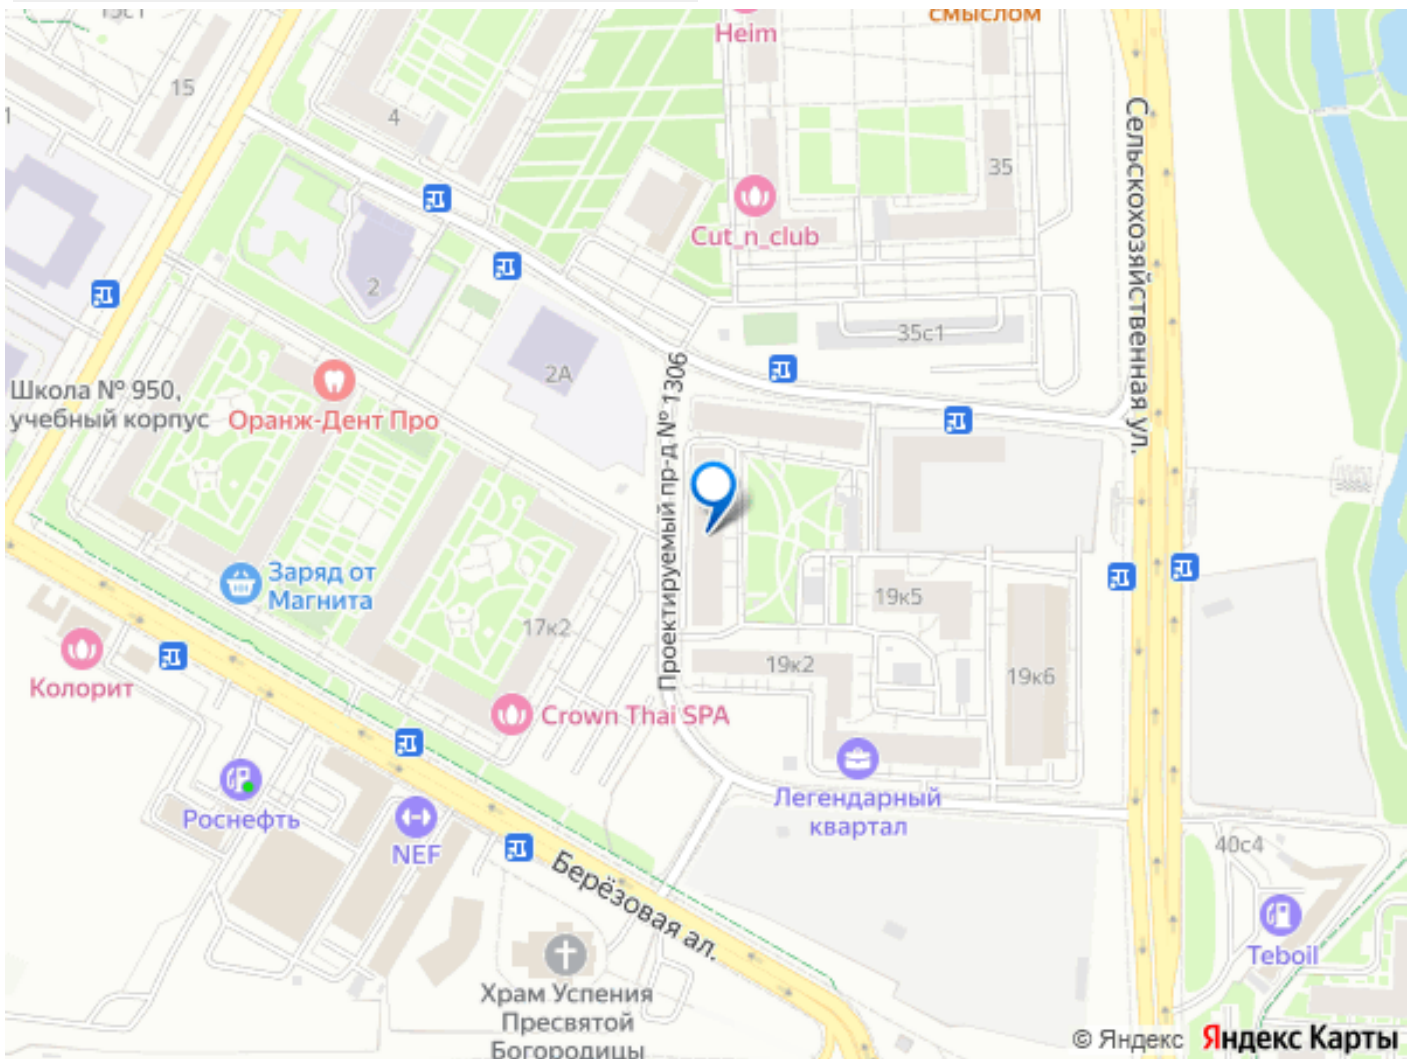 смыслом
Heim
15
4
35
Сельскохозяйственная ул.
Cut_n_club
2
35с1
2А
Проектируемый пр-д № 1306
Школа № 950,
учебный корпус
Оранж-Дент Про
Заряд от
Магнита
17к2
19к5
19к2
19к6
Колорит
Crown Thai SPA
Роснефть
NEF
Легендарный
квартал
40с4
Берёзовая ал.
Teboil
Храм Успения
Пресвятой
Богородицы
© Яндекс Яндекс Карты